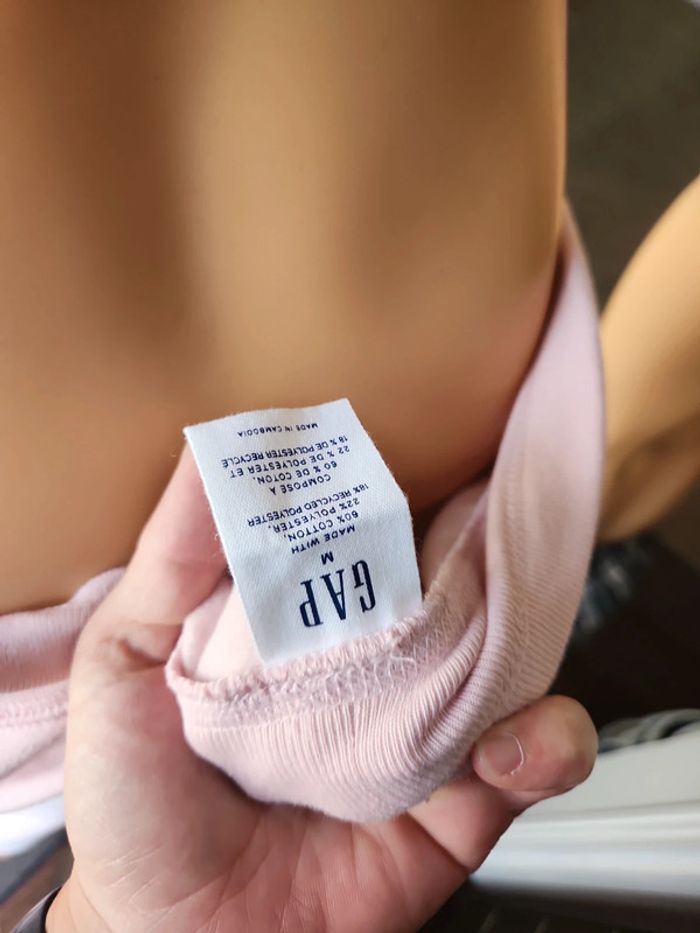 GAP
M
MADE WITH
60% COTTON,
22% POLYESTER,
18% RECYCLED POLYESTER
COMPOSE A
60 % DE COTON,
22 % DE POLYESTER ET
18 % DE POLYESTER RECYCLE
MADE IN CAMBODIA